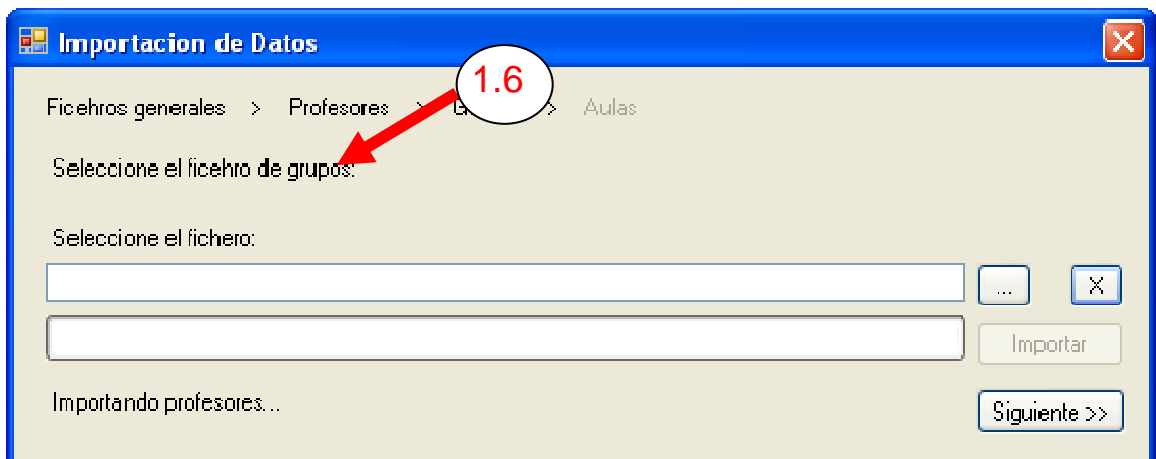 Importacion de Datos
1.6
Ficehros generales > Profesores > > Aulas
Seleccione el ficehro de grupos:
Seleccione el fichero:
... X
Importar
Importando profesores...
Siguiente >>